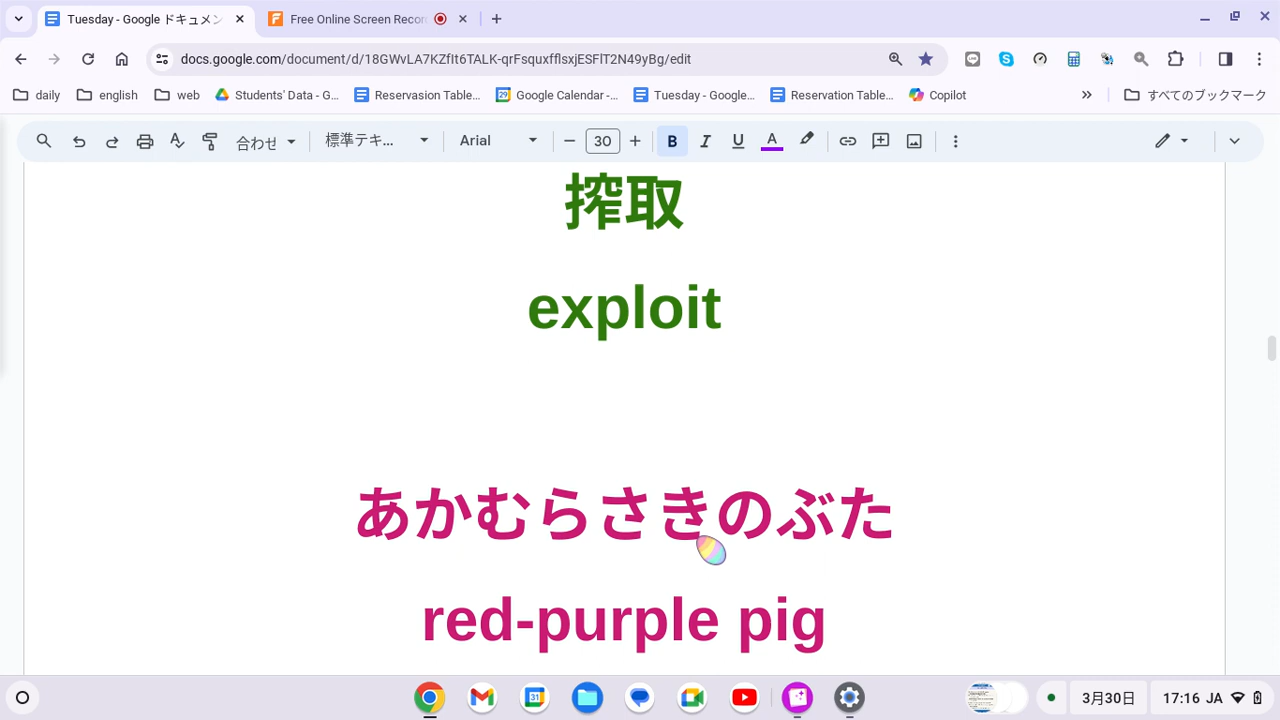 Tuesday - Google ドキュメン
Free Online Screen Recor
docs.google.com/document/d/18GWvLA7KZfIt6TALK-qrFsquxfflsxjESFlT2N49yBg/edit
daily
english
web
Students' Data - G...
Reservasion Table...
Google Calendar -...
Tuesday - Google...
Reservation Table...
Copilot
すべてのブックマーク
合わせ
標準テキ...
Arial
30
B
I
U
A
搾取
exploit
あかむらさきのぶた
red-purple pig
3月30日
17:16 JA